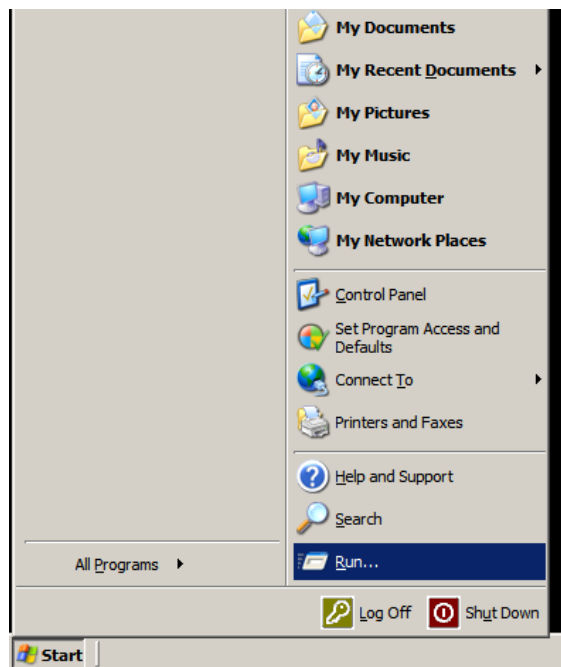 My Documents
My Recent Documents
My Pictures
My Music
My Computer
My Network Places
Control Panel
Set Program Access and
Defaults
Connect To
Printers and Faxes
Help and Support
Search
All Programs
Run...
Log Off
Shut Down
Start